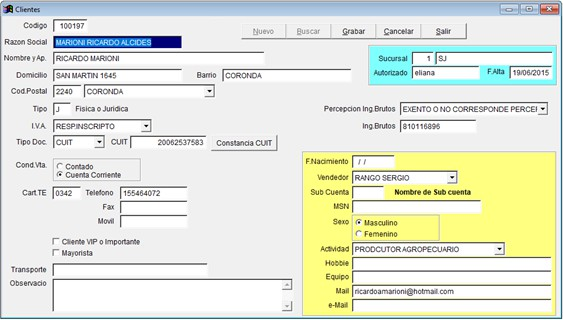 Clientes
Codigo 100197
Nuevo Buscar Grabar Cancelar Salir
Razon Social MARIONI RICARDO ALCIDES
Nombre y Ap. RICARDO MARIONI
Sucursal 1 SJ
Domicilio SAN MARTIN 1645 Barrio CORONDA
Autorizado eliana F.Alta 19/06/2015
Cod.Postal 2240 CORONDA
Tipo J Fisica o Juridica
Percepcion Ing.Brutos EXENTO O NO CORRESPONDE PERCEP
I.V.A. RESP.INSCRIPTO
Ing.Brutos 810116896
Tipo Doc. CUIT CUIT 20062537583 Constancia CUIT
Cond.Vta. Contado
Cuenta Corriente
F.Nacimiento / /
Vendedor RANGO SERGIO
Cart.TE 0342 Telefono 155464072
Sub Cuenta Nombre de Sub cuenta
Fax
MSN
Movil
Sexo Masculino
Femenino
Cliente VIP o Importante
Mayorista
Actividad PRODCUTOR AGROPECUARIO
Hobbie
Transporte
Equipo
Observacio
Mail ricardoamarioni@hotmail.com
e-Mail